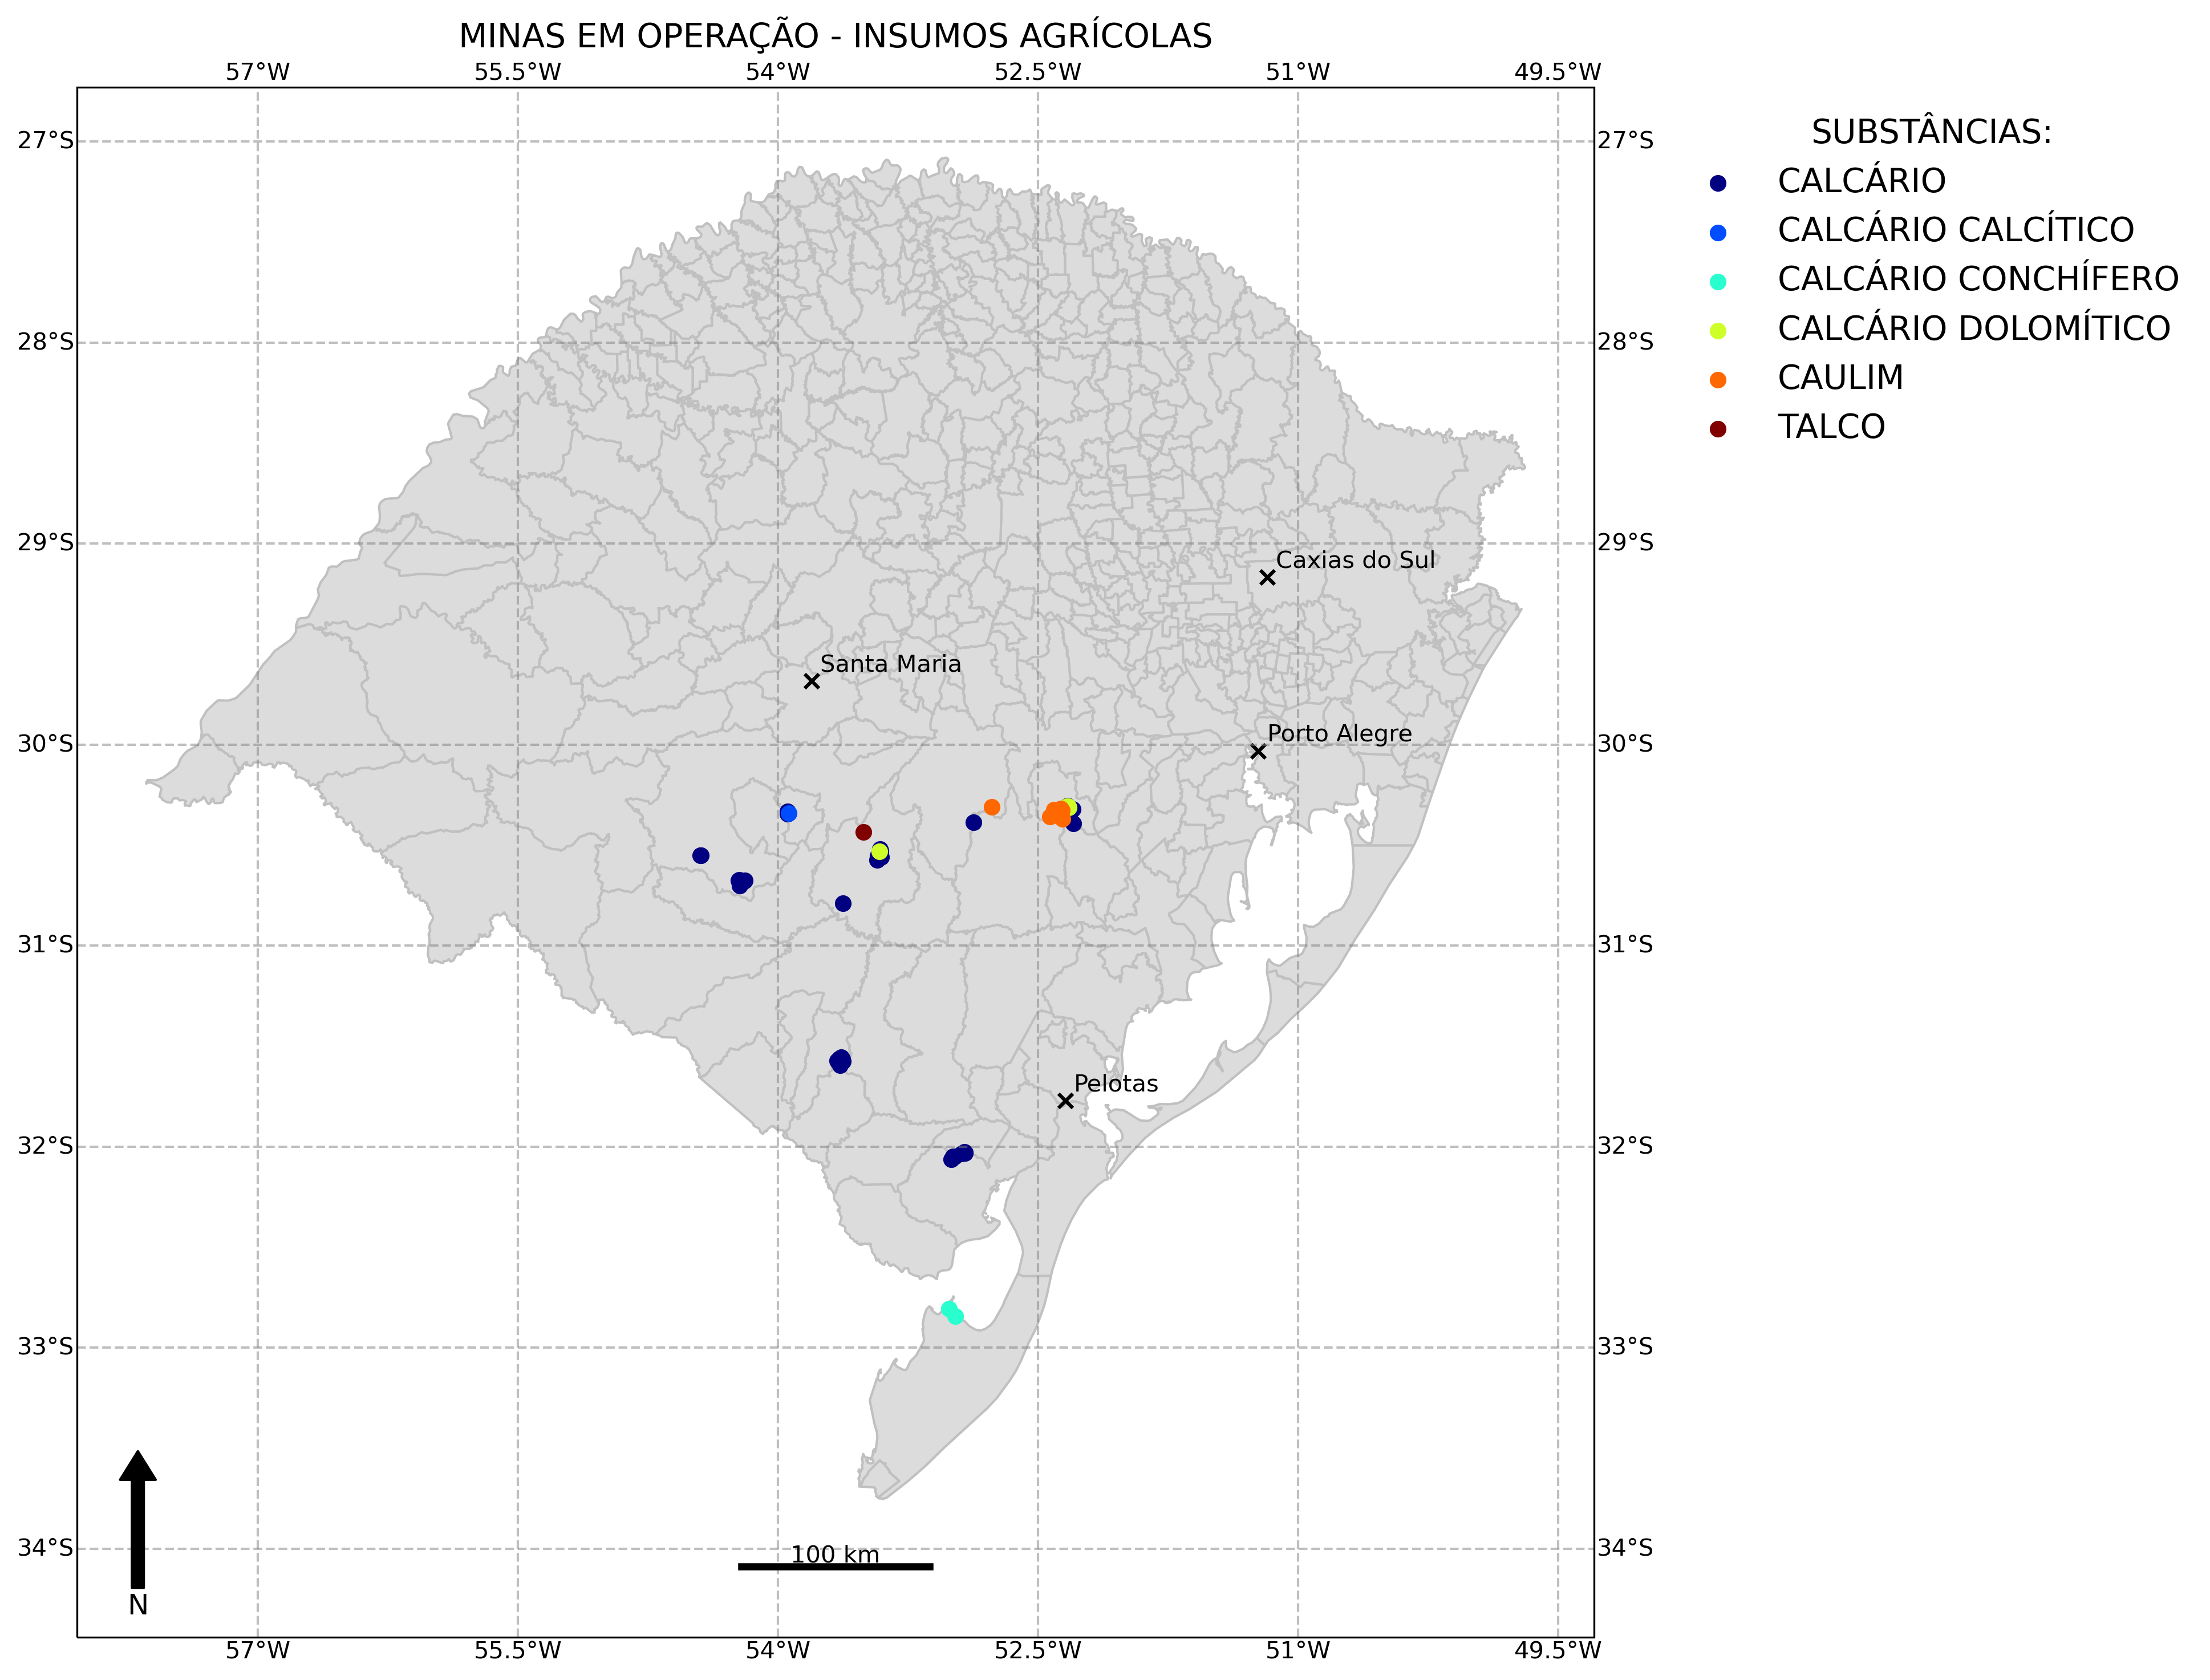 MINAS EM OPERAÇÃO - INSUMOS AGRÍCOLAS
57°W 55.5°W 54°W 52.5°W 51°W 49.5°W
27°S 27°S
28°S 28°S
29°S 29°S
30°S 30°S
31°S 31°S
32°S 32°S
33°S 33°S
34°S 34°S
Caxias do Sul
Santa Maria
Porto Alegre
Pelotas
100 km
N
57°W 55.5°W 54°W 52.5°W 51°W 49.5°W
SUBSTÂNCIAS:
CALCÁRIO
CALCÁRIO CALCÍTICO
CALCÁRIO CONCHÍFERO
CALCÁRIO DOLOMÍTICO
CAULIM
TALCO